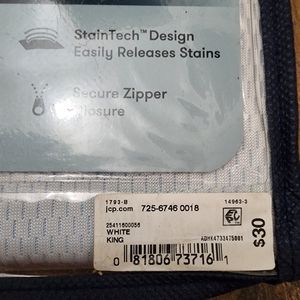 StainTech™ Design
Easily Releases Stains
Secure Zipper
Closure
1793-B
14963-3
jcp.com 725-6746 0018
25411600056
WHITE
KING
$30
0 81806 73716 1